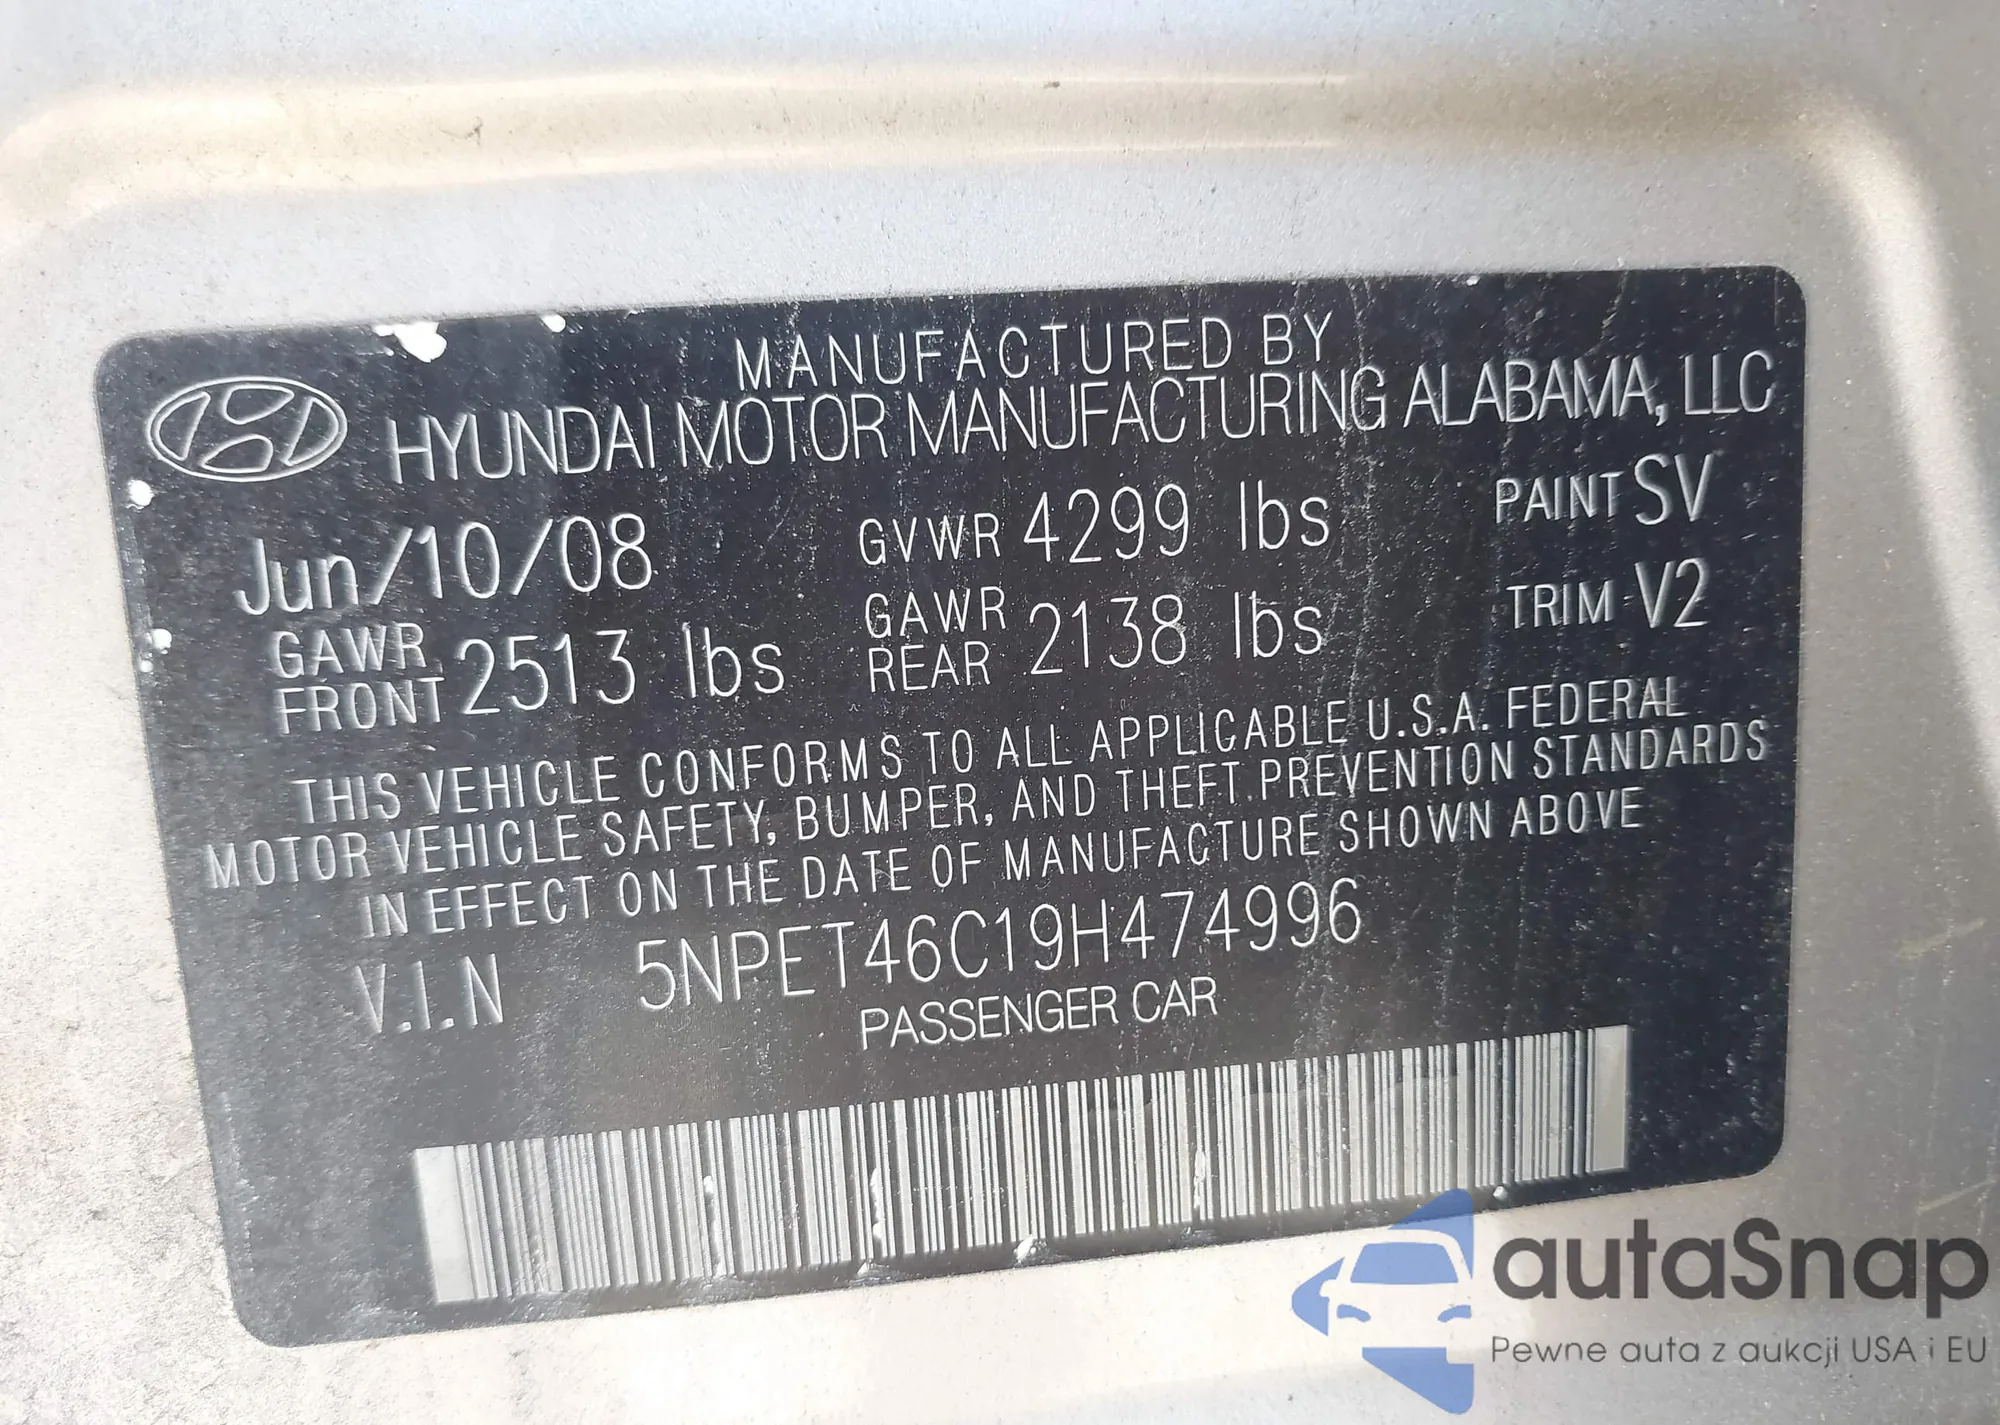 MANUFACTURED BY
HYUNDAI MOTOR MANUFACTURING ALABAMA, LLC
Jun/10/08 GVWR 4299 lbs PAINT SV
GAWR FRONT 2513 lbs GAWR REAR 2138 lbs TRIM V2
THIS VEHICLE CONFORMS TO ALL APPLICABLE U.S.A. FEDERAL
MOTOR VEHICLE SAFETY, BUMPER, AND THEFT PREVENTION STANDARDS
IN EFFECT ON THE DATE OF MANUFACTURE SHOWN ABOVE
V.I.N 5NPET46C19H474996
PASSENGER CAR
autaSnap
Pewne auta z aukcji USA i EU